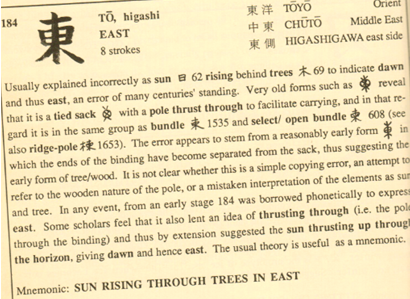 184
東
TŌ, higashi
EAST
8 strokes
東洋 TŌYŌ Orient
中東 CHŪTŌ Middle East
東側 HIGASHIGAWA east side
Usually explained incorrectly as sun 日 62 rising behind trees 木 69 to indicate dawn
and thus east, an error of many centuries' standing. Very old forms such as reveal
that it is a tied sack with a pole thrust through to facilitate carrying, and in that re-
gard it is in the same group as bundle 束 1535 and select/ open bundle 柬 608 (see
also ridge-pole 棟 1653). The error appears to stem from a reasonably early form in
which the ends of the binding have become separated from the sack, thus suggesting the
early form of tree/wood. It is not clear whether this is a simple copying error, an attempt to
refer to the wooden nature of the pole, or a mistaken interpretation of the elements as sun
and tree. In any event, from an early stage 184 was borrowed phonetically to express
east. Some scholars feel that it also lent an idea of thrusting through (i.e. the pole
through the binding) and thus by extension suggested the sun thrusting up through
the horizon, giving dawn and hence east. The usual theory is useful as a mnemonic.
Mnemonic: SUN RISING THROUGH TREES IN EAST